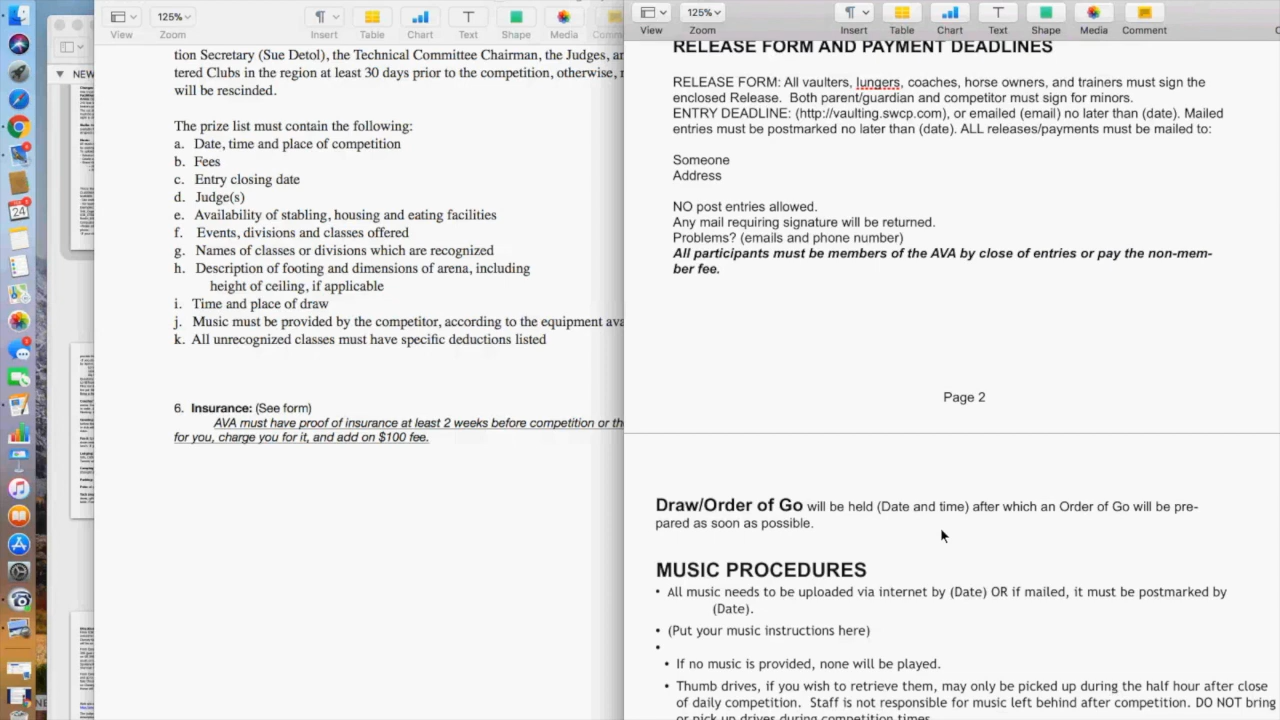 125%
View
Zoom
Insert
Table
Chart
Text
Shape
Media
125%
View
Zoom
Insert
Table
Chart
Text
Shape
Media
Comment
NEW
SEP
24
tion Secretary (Sue Detol), the Technical Committee Chairman, the Judges, an
tered Clubs in the region at least 30 days prior to the competition, otherwise,
will be rescinded.
The prize list must contain the following:
a. Date, time and place of competition
b. Fees
c. Entry closing date
d. Judge(s)
e. Availability of stabling, housing and eating facilities
f. Events, divisions and classes offered
g. Names of classes or divisions which are recognized
h. Description of footing and dimensions of arena, including
height of ceiling, if applicable
i. Time and place of draw
j. Music must be provided by the competitor, according to the equipment ava
k. All unrecognized classes must have specific deductions listed
6. Insurance: (See form)
AVA must have proof of insurance at least 2 weeks before competition or th
for you, charge you for it, and add on $100 fee.
RELEASE FORM AND PAYMENT DEADLINES
RELEASE FORM: All vaulters, lungers, coaches, horse owners, and trainers must sign the
enclosed Release. Both parent/guardian and competitor must sign for minors.
ENTRY DEADLINE: (http://vaulting.swcp.com), or emailed (email) no later than (date). Mailed
entries must be postmarked no later than (date). ALL releases/payments must be mailed to:
Someone
Address
NO post entries allowed.
Any mail requiring signature will be returned.
Problems? (emails and phone number)
All participants must be members of the AVA by close of entries or pay the non-mem-
ber fee.
Page 2
Draw/Order of Go will be held (Date and time) after which an Order of Go will be pre-
pared as soon as possible.
MUSIC PROCEDURES
• All music needs to be uploaded via internet by (Date) OR if mailed, it must be postmarked by
(Date).
• (Put your music instructions here)
•
• If no music is provided, none will be played.
• Thumb drives, if you wish to retrieve them, may only be picked up during the half hour after close
of daily competition. Staff is not responsible for music left behind after competition. DO NOT bring
or pick up drives during competition times.